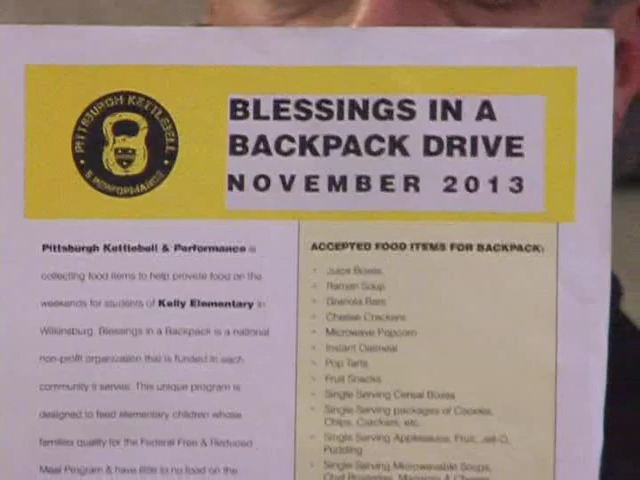 PITTSBURGH KETTLEBELL
& PERFORMANCE
BLESSINGS IN A
BACKPACK DRIVE
NOVEMBER 2013
Pittsburgh Kettlebell & Performance is
collecting food items to help provide food on the
weekends for students of Kelly Elementary in
Wilkinsburg. Blessings in a Backpack is a national
non-profit organization that is funded in each
community it serves. This unique program is
designed to feed elementary children whose
families qualify for the Federal Free & Reduced
Meal Program & have little to no food on the
ACCEPTED FOOD ITEMS FOR BACKPACK:
Juice Boxes
Ramen Soup
Granola Bars
Cheese Crackers
Microwave Popcorn
Instant Oatmeal
Pop Tarts
Fruit Snacks
Single Serving Cereal Boxes
Single Serving packages of Cookies,
Chips, Crackers, etc.
Single Serving Applesauce, Fruit, Jell-O,
Pudding
Single Serving Microwavable Soups,
Chef Boyardee, Macaroni & Cheese